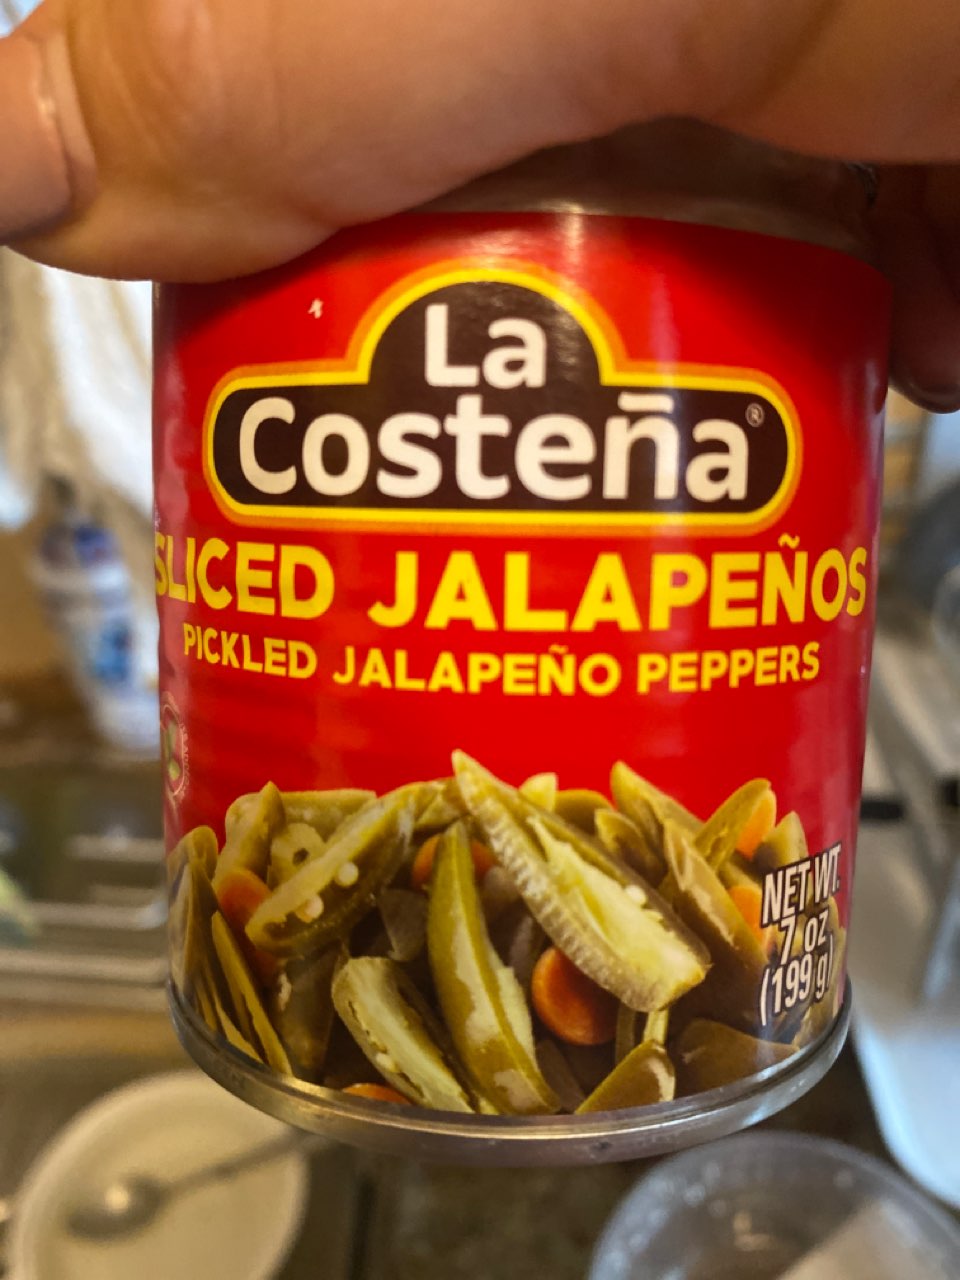 La
Costeña®
SLICED JALAPEÑOS
PICKLED JALAPEÑO PEPPERS
NET WT.
7 oz
(199 g)